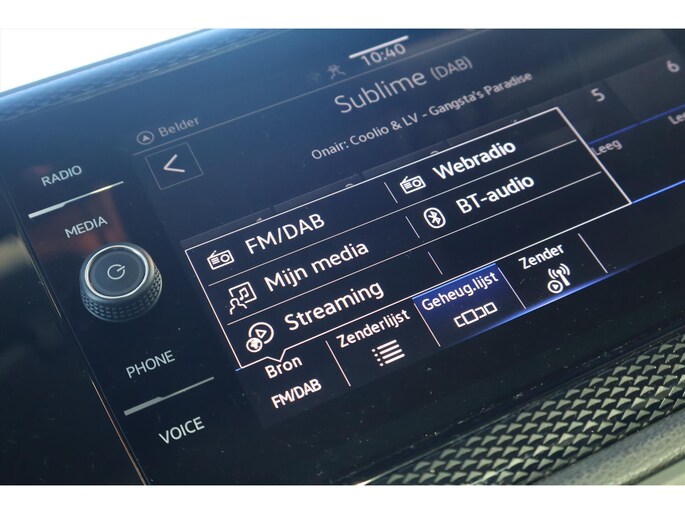 10:40
Sublime (DAB)
Onair: Coolio & LV - Gangsta's Paradise
Belder
5
6
Leeg
RADIO
MEDIA
PHONE
VOICE
FM/DAB
Webradio
Mijn media
BT-audio
Streaming
Bron
FM/DAB
Zenderlijst
Geheug.lijst
Zender